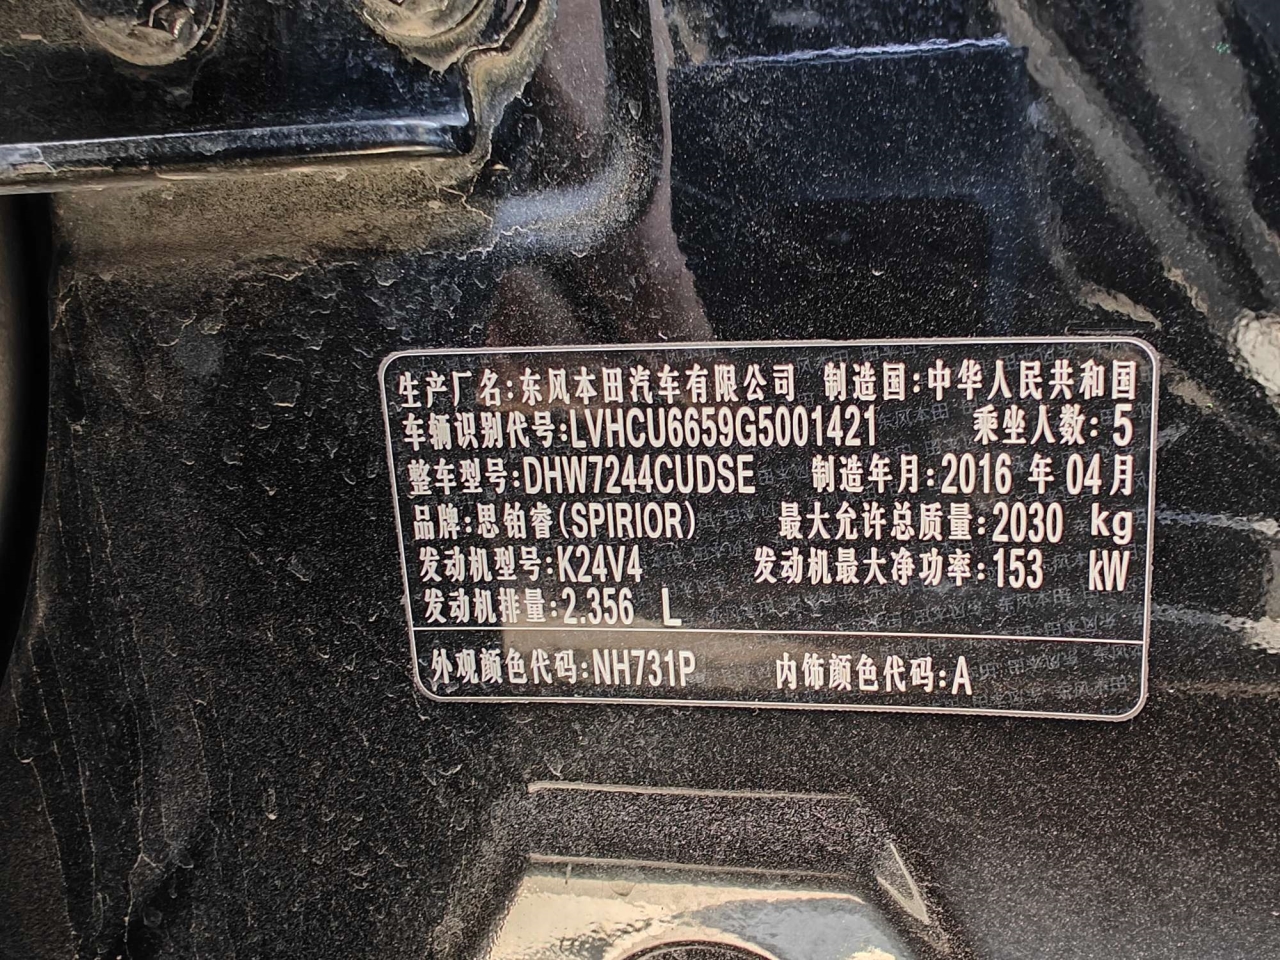 生产厂名:东风本田汽车有限公司 制造国:中华人民共和国
车辆识别代号:LVHCU6659G5001421 乘坐人数:5
整车型号:DHW7244CUDSE 制造年月:2016 年 04 月
品牌:思铂睿(SPIRIOR) 最大允许总质量:2030 kg
发动机型号:K24V4 发动机最大净功率:153 kW
发动机排量:2.356 L
外观颜色代码:NH731P 内饰颜色代码:A